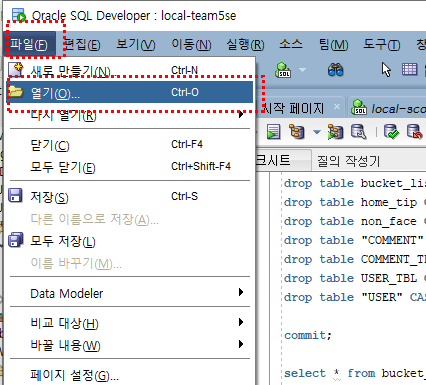 Oracle SQL Developer : local-team5se
파일(F) 편집(E) 보기(V) 이동(N) 실행(R) 소스 팀(M) 도구(T)
새로 만들기(N)... Ctrl-N
열기(O)... Ctrl-O
다시 열기(R)
시작 페이지 local-sco
닫기(C) Ctrl-F4
모두 닫기(E) Ctrl+Shift-F4
크시트 질의 작성기
저장(S) Ctrl-S
다른 이름으로 저장(A)...
모두 저장(L)
이름 바꾸기(M)...
Data Modeler
비교 대상(H)
바꿀 내용(W)
페이지 설정(G)...
drop table bucket_lis
drop table home_tip C
drop table non_face C
drop table "COMMENT"
drop table COMMENT_TB
drop table USER_TBL C
drop table "USER" CAS
commit;
select * from bucket_